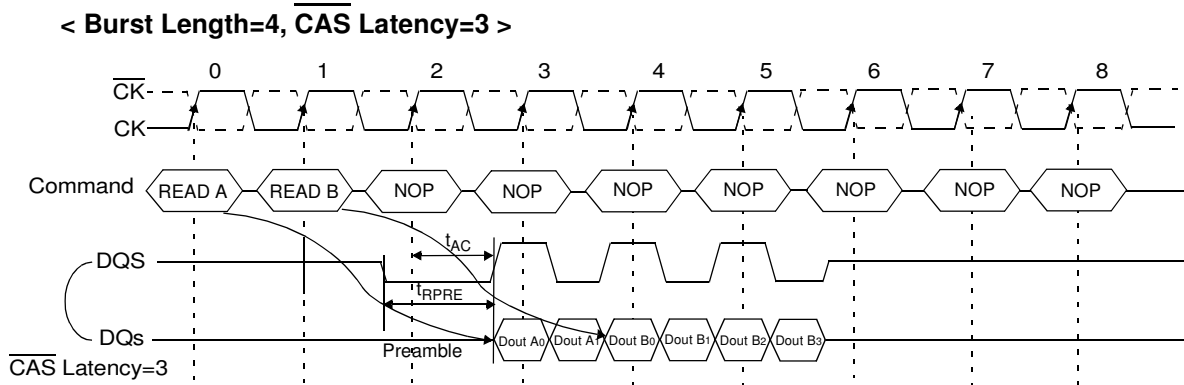 < Burst Length=4, CAS Latency=3 >
0 1 2 3 4 5 6 7 8
CK
CK
Command READ A READ B NOP NOP NOP NOP NOP NOP NOP
tAC
DQS
tRPRE
DQs Preamble Dout A0 Dout A1 Dout B0 Dout B1 Dout B2 Dout B3
CAS Latency=3